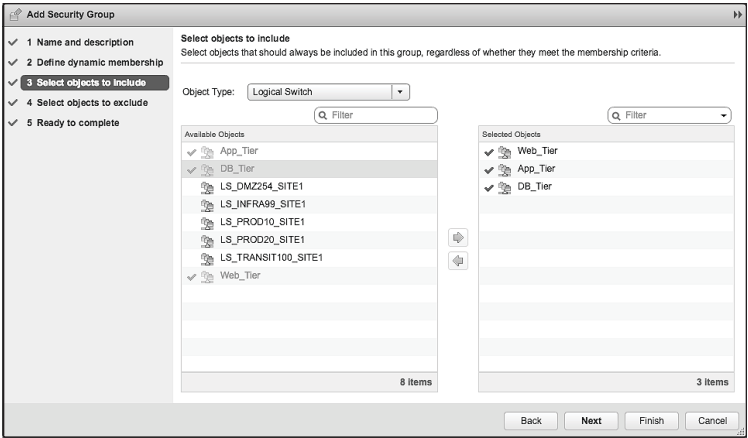 Add Security Group
1 Name and description
2 Define dynamic membership
3 Select objects to include
4 Select objects to exclude
5 Ready to complete
Select objects to include
Select objects that should always be included in this group, regardless of whether they meet the membership criteria.
Object Type: Logical Switch
Filter
Available Objects
App_Tier
DB_Tier
LS_DMZ254_SITE1
LS_INFRA99_SITE1
LS_PROD10_SITE1
LS_PROD20_SITE1
LS_TRANSIT100_SITE1
Web_Tier
8 items
Filter
Selected Objects
Web_Tier
App_Tier
DB_Tier
3 items
Back Next Finish Cancel